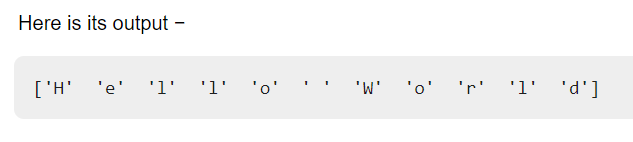 Here is its output −
['H' 'e' 'l' 'l' 'o' ' ' 'W' 'o' 'r' 'l' 'd']